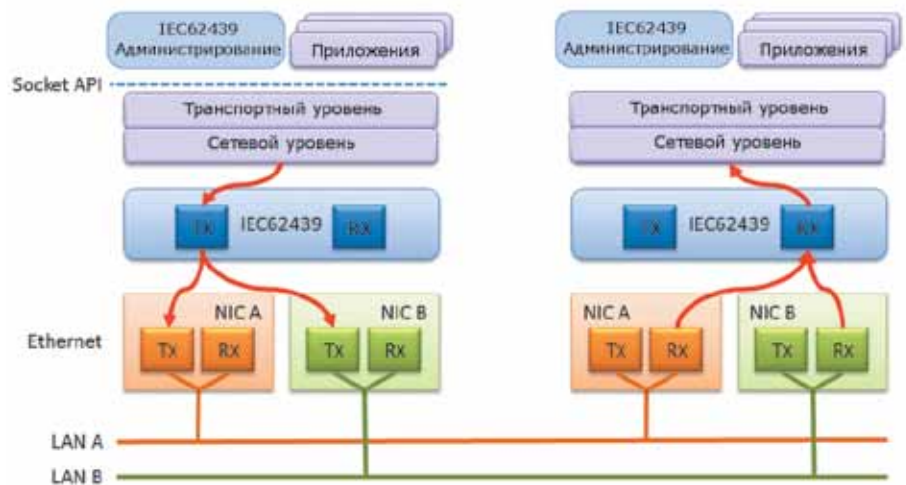 IEC62439
Администрирование
Приложения
IEC62439
Администрирование
Приложения
Socket API
Транспортный уровень
Сетевой уровень
Транспортный уровень
Сетевой уровень
TX IEC62439 RX
TX IEC62439 RX
NIC A
NIC B
NIC A
NIC B
Ethernet
TX RX
TX RX
TX RX
TX RX
LAN A
LAN B